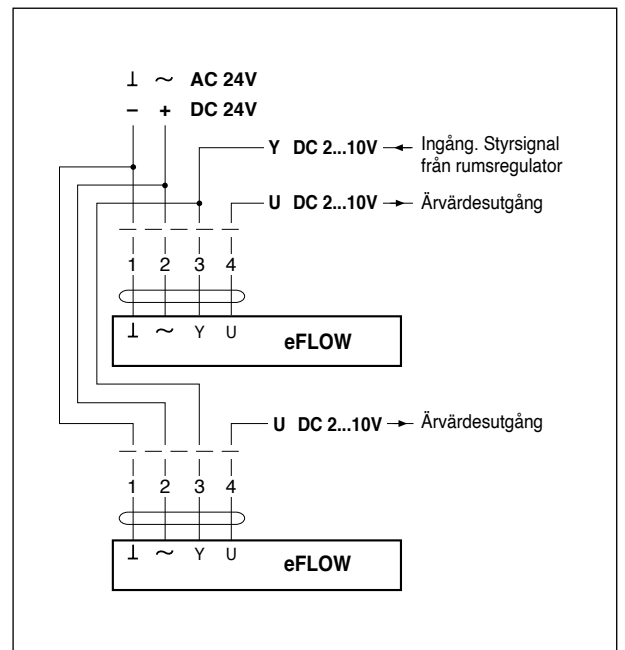 ⊥ ~ AC 24V
– + DC 24V
Y DC 2...10V
Ingång. Styrsignal
från rumsregulator
U DC 2...10V
Ärvärdesutgång
1 2 3 4
⊥ ~ Y U
eFLOW
U DC 2...10V
Ärvärdesutgång
1 2 3 4
⊥ ~ Y U
eFLOW